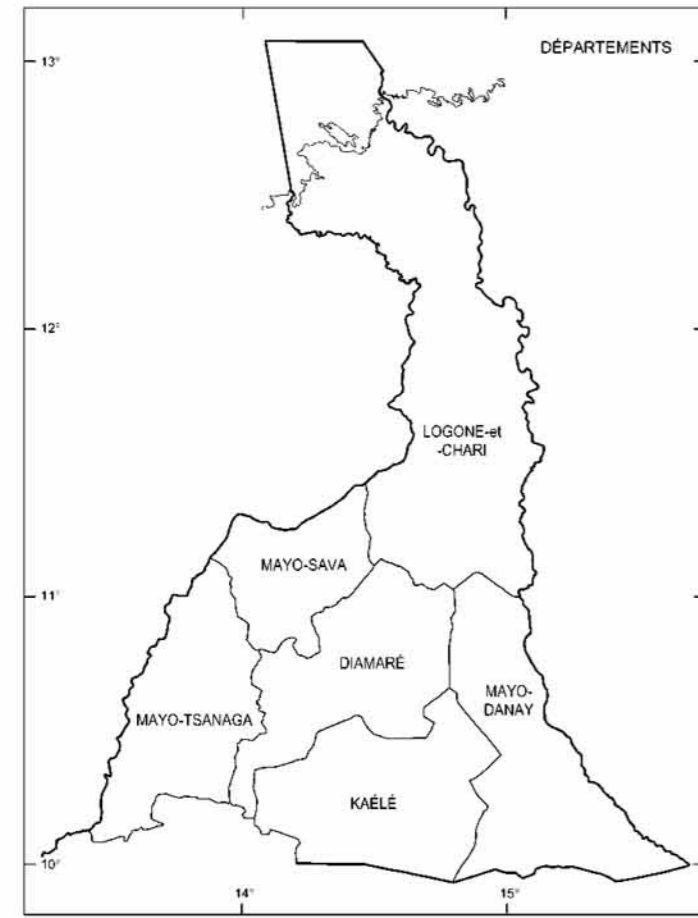 DÉPARTEMENTS
13°
12°
LOGONE-et
-CHARI
MAYO-SAVA
11°
DIAMARÉ
MAYO-
DANAY
MAYO-TSANAGA
KAÉLÉ
10°
14°
15°